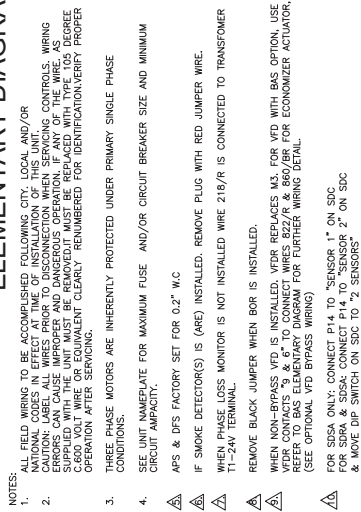 ELEMENTARY DIAGRA
NOTES:
1. ALL FIELD WIRING TO BE ACCOMPLISHED FOLLOWING CITY. LOCAL AND/OR
NATIONAL CODES IN EFFECT AT TIME OF INSTALLATION OF THIS UNIT.
2. CAUTION: LABEL ALL WIRES PRIOR TO DISCONNECTION WHEN SERVICING CONTROLS. WIRING
ERRORS CAN CAUSE IMPROPER AND DANGEROUS OPERATION. IF ANY OF THE WIRE, AS
SUPPLIED WITH THE UNIT MUST BE REMOVED.IT MUST BE REPLACED WITH TYPE 105 DEGREE
C.600 VOLT WIRE OR EQUIVALENT CLEARLY RENUMBERED FOR IDENTIFICATION.VERIFY PROPER
OPERATION AFTER SERVICING.
3. THREE PHASE MOTORS ARE INHERENTLY PROTECTED UNDER PRIMARY SINGLE PHASE
CONDITIONS.
4. SEE UNIT NAMEPLATE FOR MAXIMUM FUSE AND/OR CIRCUIT BREAKER SIZE AND MINIMUM
CIRCUIT AMPACITY.
5. APS & DFS FACTORY SET FOR 0.2" W.C
6. IF SMOKE DETECTOR(S) IS (ARE) INSTALLED. REMOVE PLUG WITH RED JUMPER WIRE.
7. WHEN PHASE LOSS MONITOR IS NOT INSTALLED WIRE 218/R IS CONNECTED TO TRANSFOMER
T1-24V TERMINAL.
8. REMOVE BLACK JUMPER WHEN BOR IS INSTALLED.
9. WHEN NON-BYPASS VFD IS INSTALLED. VFDR REPLACES M3. FOR VFD WITH BAS OPTION, USE
VFDR CONTACTS "9 & 6" TO CONNECT WIRES 822/R & 860/BR FOR ECONOMIZER ACTUATOR,
REFER TO BAS ELEMENTARY DIAGRAM FOR FURTHER WIRING DETAIL.
(SEE OPTIONAL VFD BYPASS WIRING)
10. FOR SDSA ONLY: CONNECT P14 TO "SENSOR 1" ON SDC
FOR SDRA & SDSA: CONNECT P14 TO "SENSOR 2" ON SDC
& MOVE DIP SWITCH ON SDC TO "2 SENSORS"